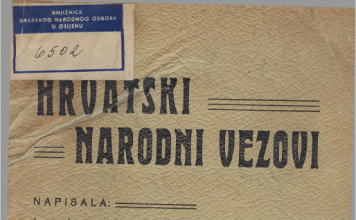 KNJIŽNICA
GRADSKOG NARODNOG ODBORA
U OSIJEKU
6502
HRVATSKI
NARODNI VEZOVI
NAPISALA: